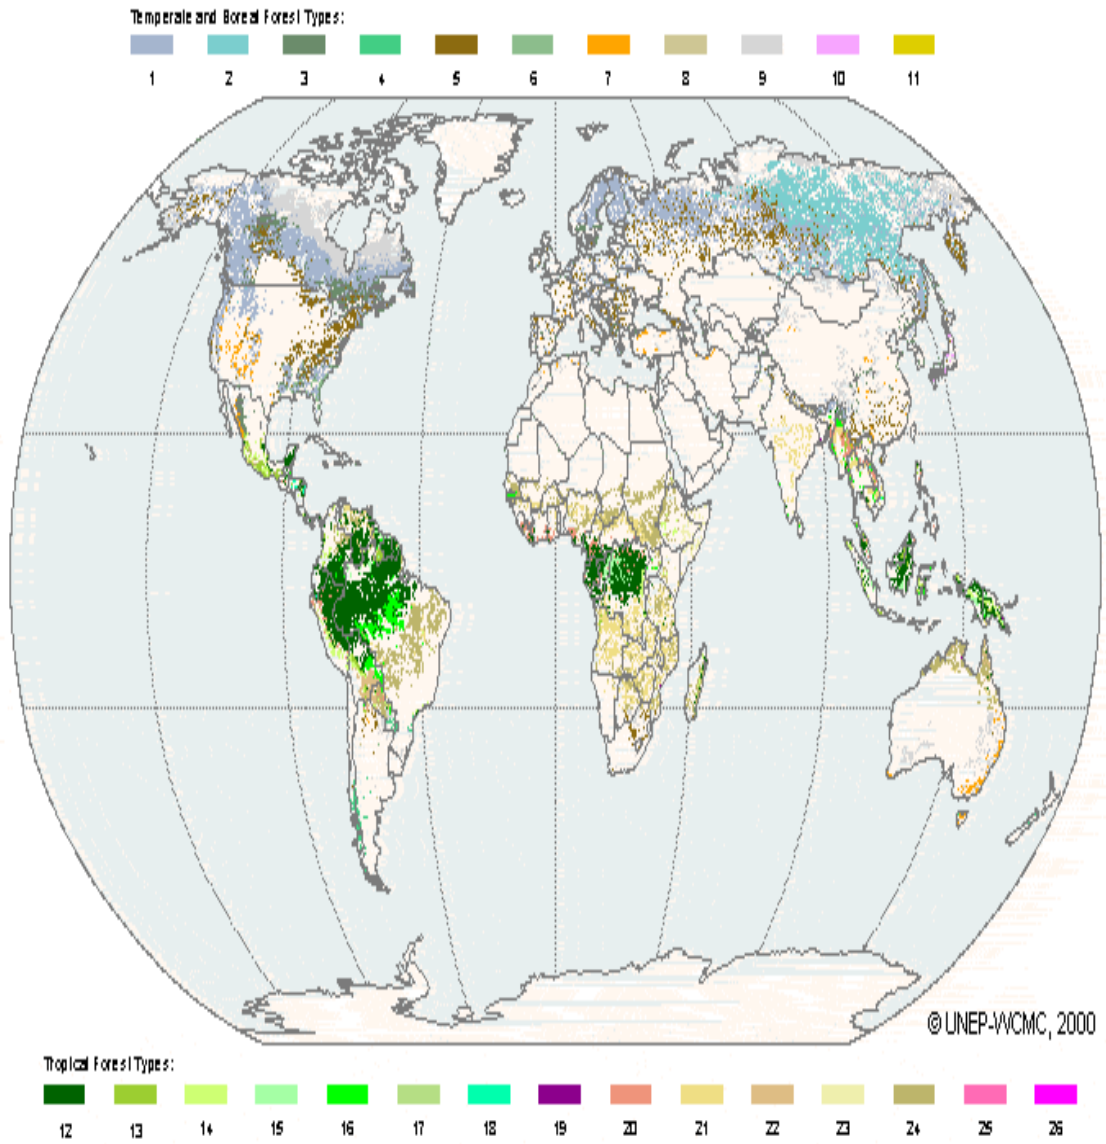 Temperate and Boreal Forest Types:
1 2 3 4 5 6 7 8 9 10 11
© UNEP-WCMC, 2000
Tropical Forest Types:
12 13 14 15 16 17 18 19 20 21 22 23 24 25 26